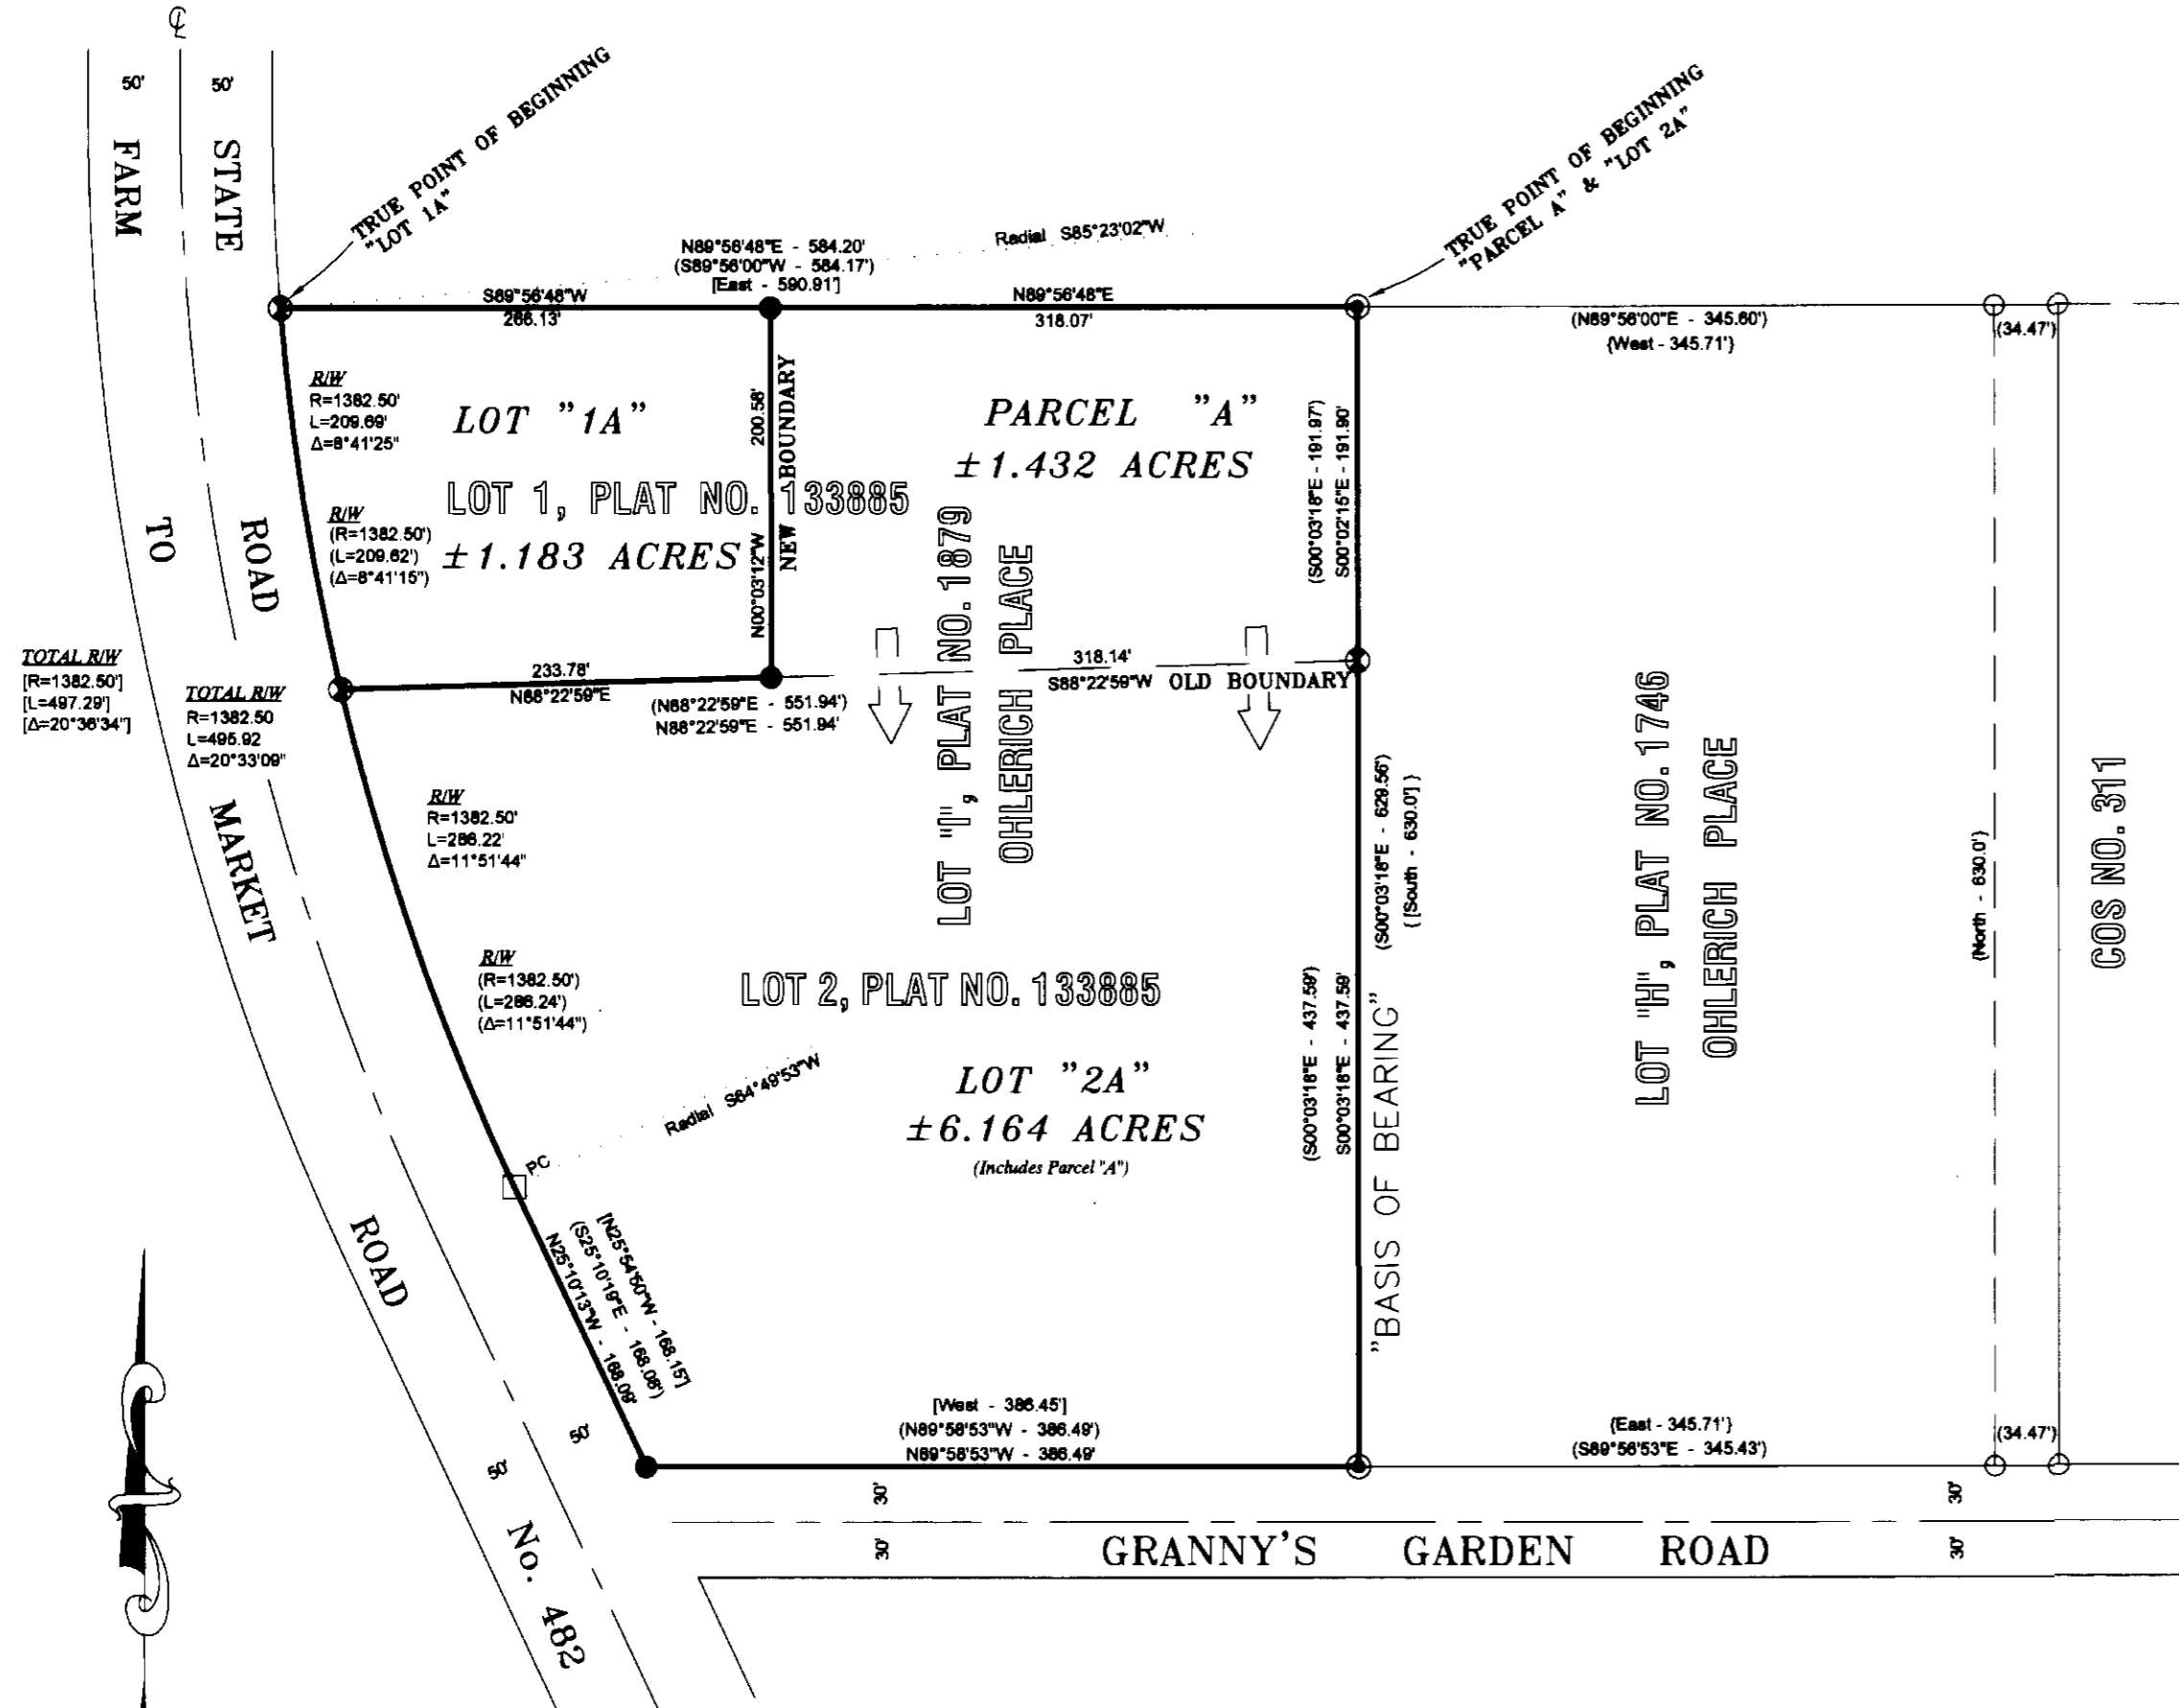 ℄
50'
50'
STATE
FARM
ROAD
TO
MARKET
ROAD
No. 482
50'
50'
TRUE POINT OF BEGINNING
"LOT 1A"
TRUE POINT OF BEGINNING
"PARCEL A" & "LOT 2A"
N89°56'48"E - 584.20'
(S89°56'00"W - 584.17')
[East - 590.91']
Radial S85°23'02"W
S89°56'48"W
266.13'
N89°56'48"E
318.07'
(N89°56'00"E - 345.60')
{West - 345.71'}
(34.47')
R/W
R=1382.50'
L=209.69'
Δ=8°41'25"
R/W
(R=1382.50')
(L=209.62')
(Δ=8°41'15")
LOT "1A"
LOT 1, PLAT NO. 133885
±1.183 ACRES
200.58'
N00°03'12"W
NEW BOUNDARY
PARCEL "A"
±1.432 ACRES
(S00°03'18"E - 191.97')
S00°02'15"E - 191.90'
LOT "I", PLAT NO. 1879
OHLERICH PLACE
TOTAL R/W
[R=1382.50']
[L=497.29']
[Δ=20°36'34"]
TOTAL R/W
R=1382.50
L=495.92
Δ=20°33'09"
233.78'
N88°22'59"E
(N88°22'59"E - 551.94')
N88°22'59"E - 551.94'
318.14'
S88°22'59"W OLD BOUNDARY
R/W
R=1382.50'
L=286.22'
Δ=11°51'44"
R/W
(R=1382.50')
(L=286.24')
(Δ=11°51'44")
LOT 2, PLAT NO. 133885
LOT "2A"
±6.164 ACRES
(Includes Parcel "A")
Radial S64°49'53"W
PC
[N25°54'50"W - 168.15']
(S25°10'19"E - 168.08')
N25°10'13"W - 168.09'
(S00°03'18"E - 629.56')
{[South - 630.0']}
(S00°03'18"E - 437.59')
S00°03'18"E - 437.59'
"BASIS OF BEARING"
LOT "H", PLAT NO. 1746
OHLERICH PLACE
{North - 630.0'}
COS NO. 311
[West - 386.45']
(N89°58'53"W - 386.49')
N89°58'53"W - 386.49'
{East - 345.71'}
(S89°56'53"E - 345.43')
(34.47')
30'
30'
30'
30'
GRANNY'S GARDEN ROAD